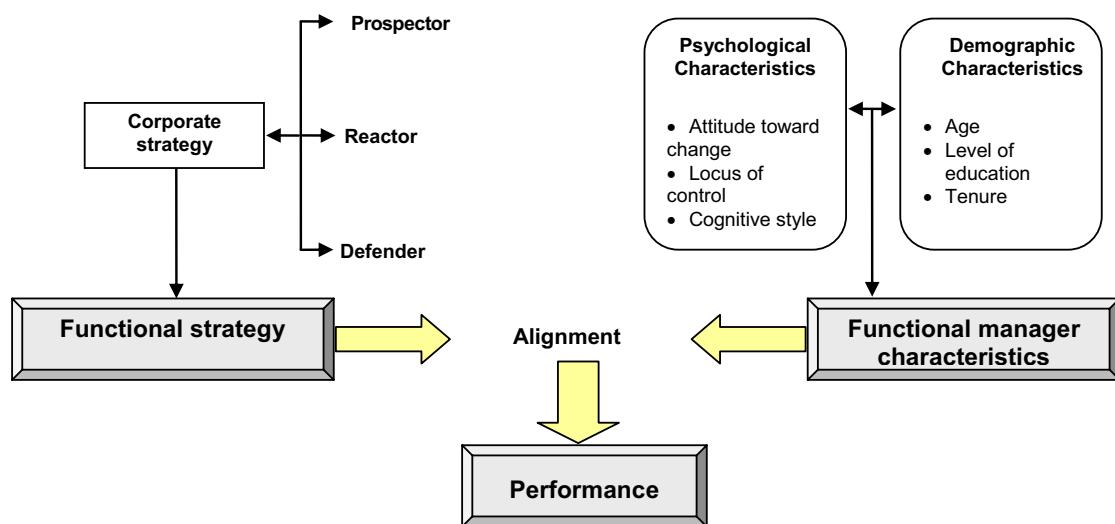 Prospector
Corporate
strategy
Reactor
Defender
Psychological
Characteristics
• Attitude toward
change
• Locus of
control
• Cognitive style
Demographic
Characteristics
• Age
• Level of
education
• Tenure
Functional strategy
Alignment
Functional manager
characteristics
Performance